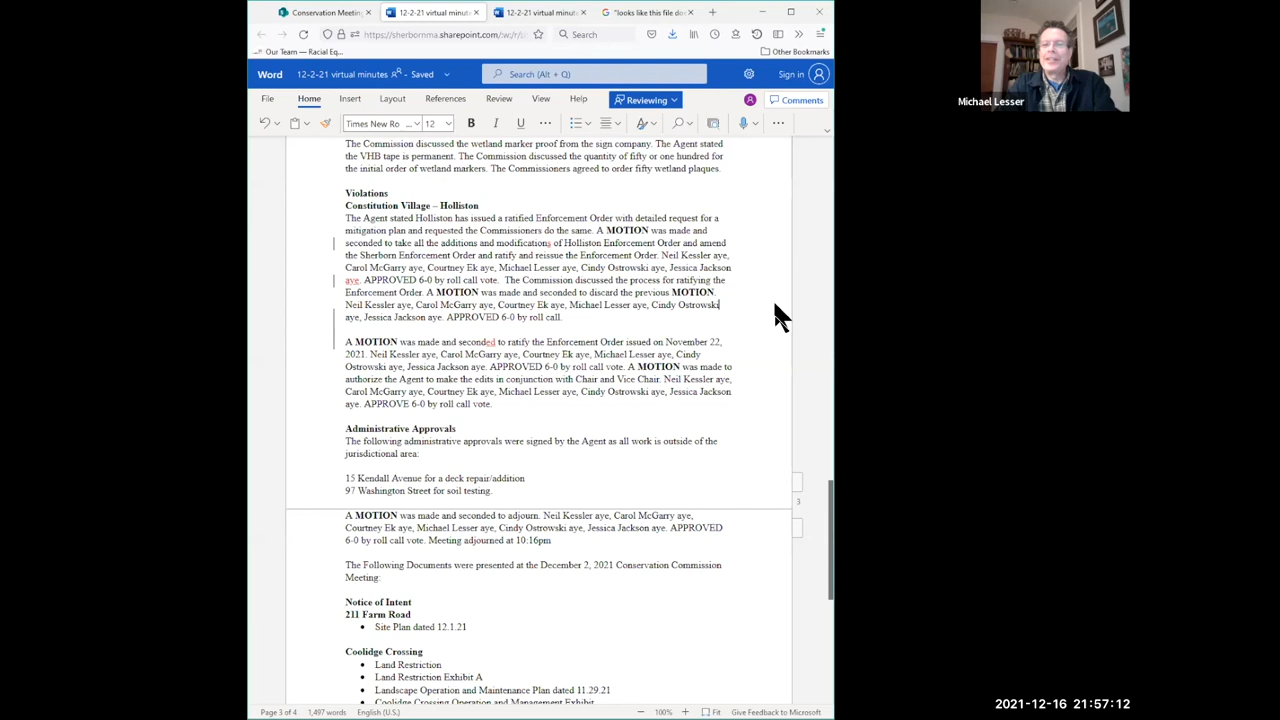 Conservation Meeting
12-2-21 virtual minute
12-2-21 virtual minute
"looks like this file do
https://sherbornma.sharepoint.com/:w:/r/s
Search
Our Team — Racial Eq...
Other Bookmarks
Word
12-2-21 virtual minutes - Saved
Search (Alt + Q)
Sign in
File Home Insert Layout References Review View Help
Reviewing
Comments
Times New Ro...
12
B I U
The Commission discussed the wetland marker proof from the sign company. The Agent stated
the VHB tape is permanent. The Commission discussed the quantity of fifty or one hundred for
the initial order of wetland markers. The Commissioners agreed to order fifty wetland plaques.
Violations
Constitution Village – Holliston
The Agent stated Holliston has issued a ratified Enforcement Order with detailed request for a
mitigation plan and requested the Commissioners do the same. A MOTION was made and
seconded to take all the additions and modifications of Holliston Enforcement Order and amend
the Sherborn Enforcement Order and ratify and reissue the Enforcement Order. Neil Kessler aye,
Carol McGarry aye, Courtney Ek aye, Michael Lesser aye, Cindy Ostrowski aye, Jessica Jackson
aye. APPROVED 6-0 by roll call vote. The Commission discussed the process for ratifying the
Enforcement Order. A MOTION was made and seconded to discard the previous MOTION.
Neil Kessler aye, Carol McGarry aye, Courtney Ek aye, Michael Lesser aye, Cindy Ostrowski
aye, Jessica Jackson aye. APPROVED 6-0 by roll call.
A MOTION was made and seconded to ratify the Enforcement Order issued on November 22,
2021. Neil Kessler aye, Carol McGarry aye, Courtney Ek aye, Michael Lesser aye, Cindy
Ostrowski aye, Jessica Jackson aye. APPROVED 6-0 by roll call vote. A MOTION was made to
authorize the Agent to make the edits in conjunction with Chair and Vice Chair. Neil Kessler aye,
Carol McGarry aye, Courtney Ek aye, Michael Lesser aye, Cindy Ostrowski aye, Jessica Jackson
aye. APPROVE 6-0 by roll call vote.
Administrative Approvals
The following administrative approvals were signed by the Agent as all work is outside of the
jurisdictional area:
15 Kendall Avenue for a deck repair/addition
97 Washington Street for soil testing.
3
A MOTION was made and seconded to adjourn. Neil Kessler aye, Carol McGarry aye,
Courtney Ek aye, Michael Lesser aye, Cindy Ostrowski aye, Jessica Jackson aye. APPROVED
6-0 by roll call vote. Meeting adjourned at 10:16pm
The Following Documents were presented at the December 2, 2021 Conservation Commission
Meeting:
Notice of Intent
211 Farm Road
• Site Plan dated 12.1.21
Coolidge Crossing
• Land Restriction
• Land Restriction Exhibit A
• Landscape Operation and Maintenance Plan dated 11.29.21
• Coolidge Crossing Operation and Management Exhibit
Page 3 of 4 1,497 words English (U.S.)
100%
Fit
Give Feedback to Microsoft
Michael Lesser
2021-12-16 21:57:12